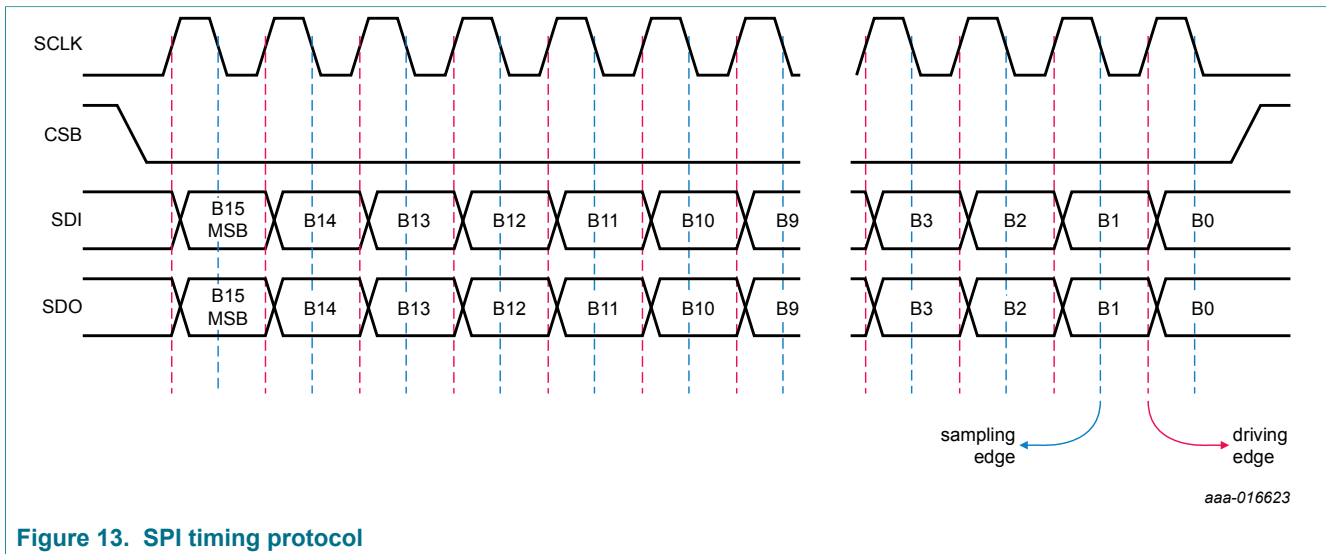 SCLK
CSB
SDI
B15
MSB
B14
B13
B12
B11
B10
B9
B3
B2
B1
B0
SDO
B15
MSB
B14
B13
B12
B11
B10
B9
B3
B2
B1
B0
sampling
edge
driving
edge
aaa-016623
Figure 13. SPI timing protocol